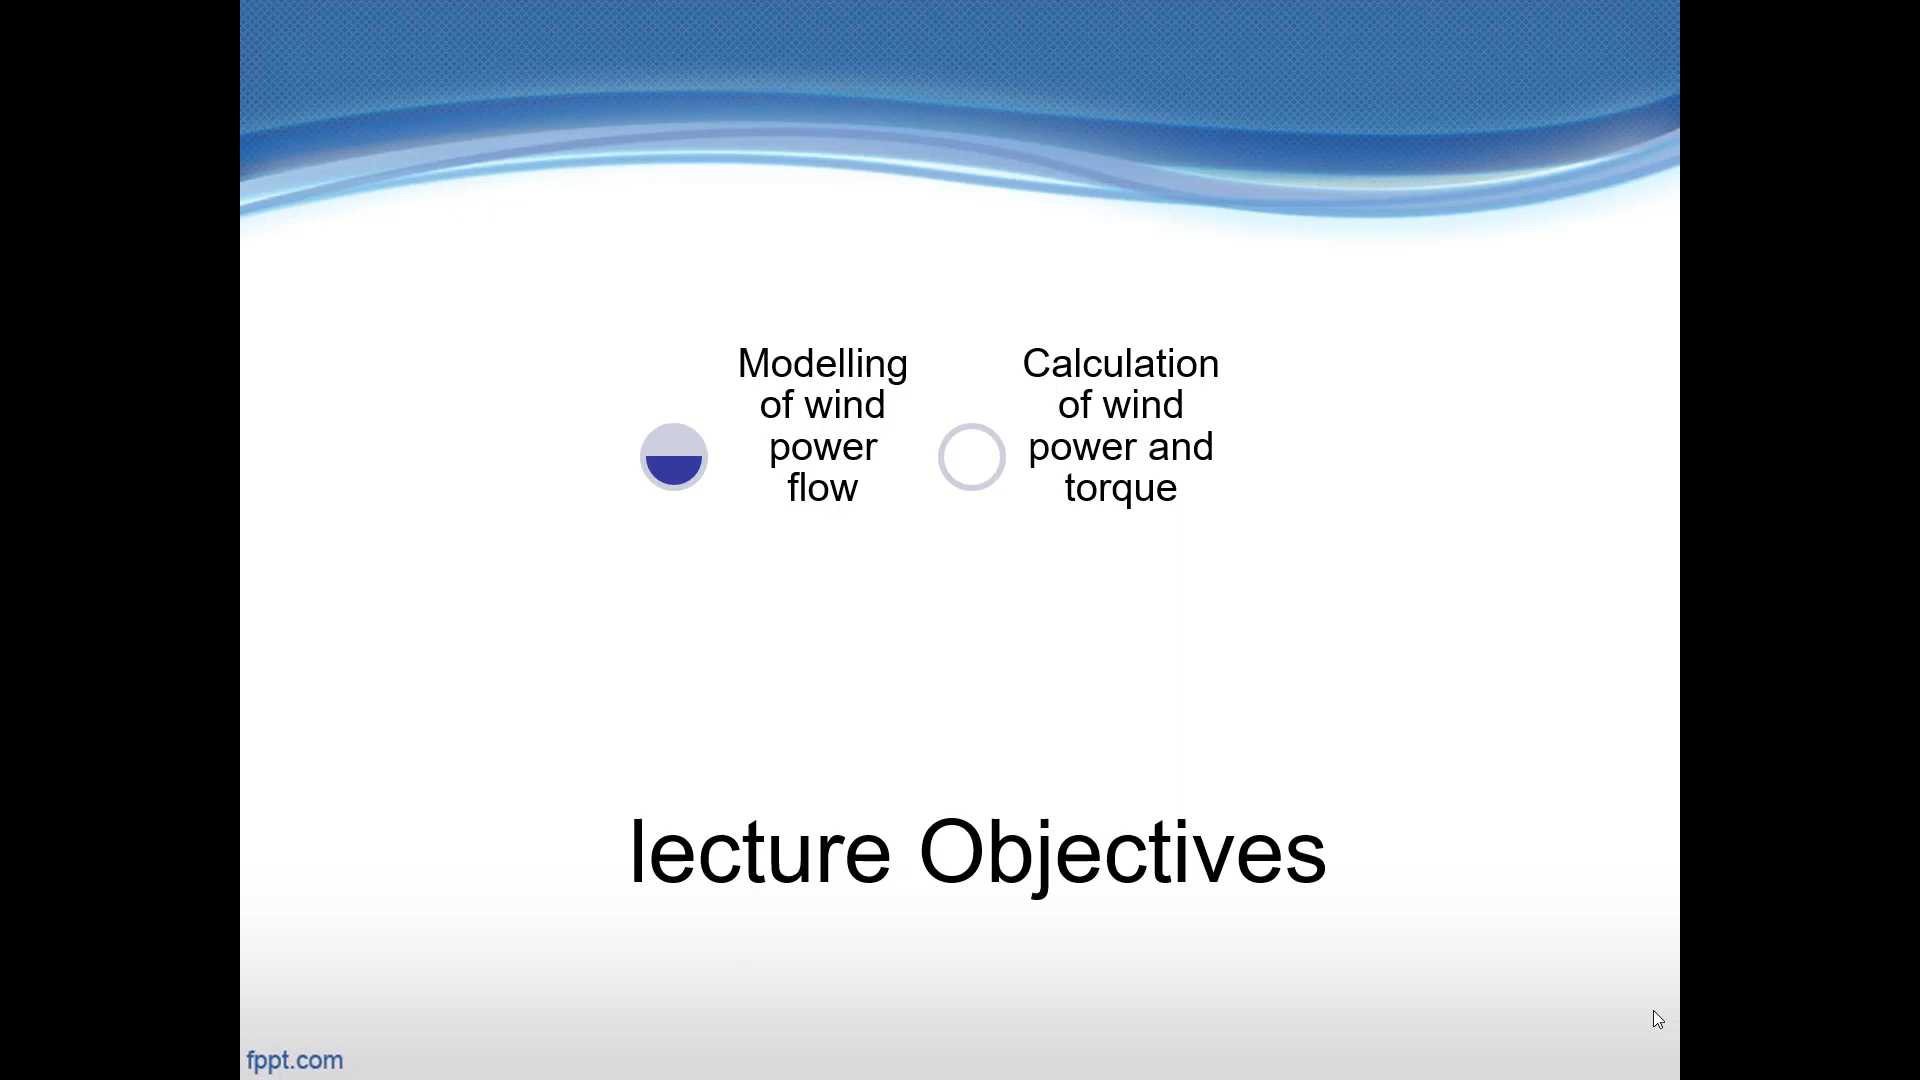 Modelling
of wind
power
flow
Calculation
of wind
power and
torque
lecture Objectives
fppt.com